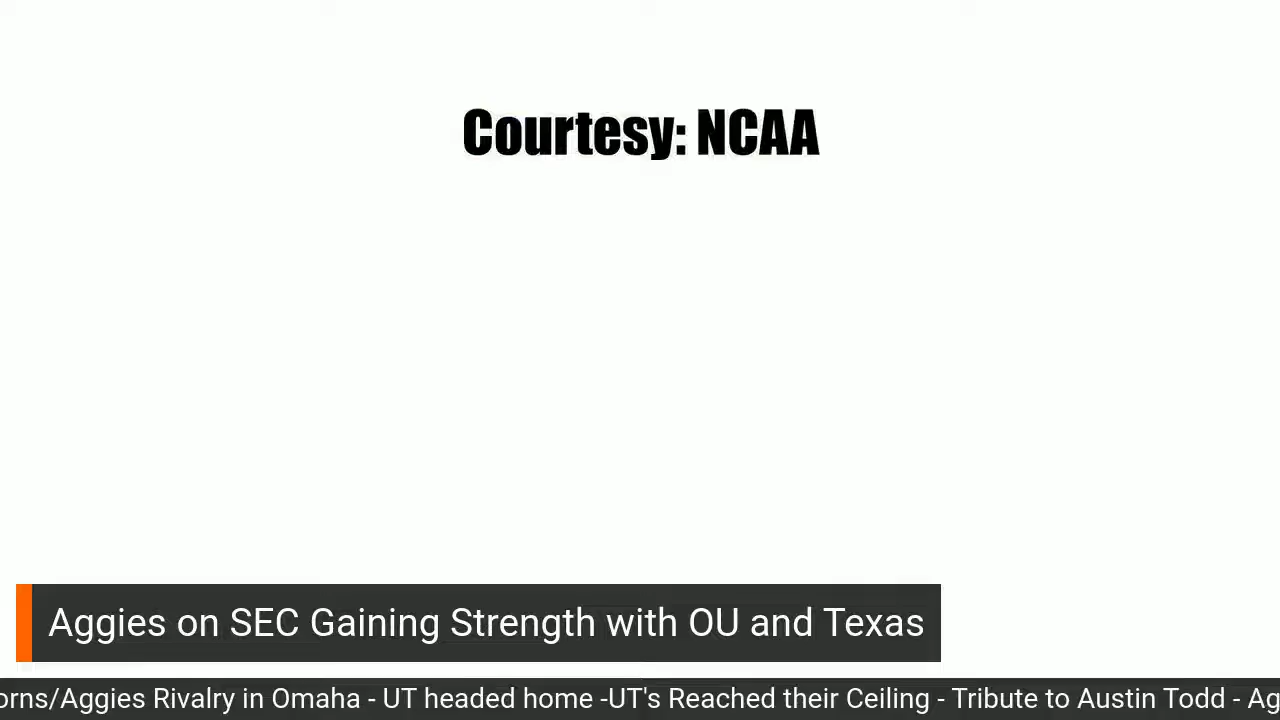 Courtesy: NCAA
Aggies on SEC Gaining Strength with OU and Texas
orns/Aggies Rivalry in Omaha - UT headed home -UT's Reached their Ceiling - Tribute to Austin Todd - Ag